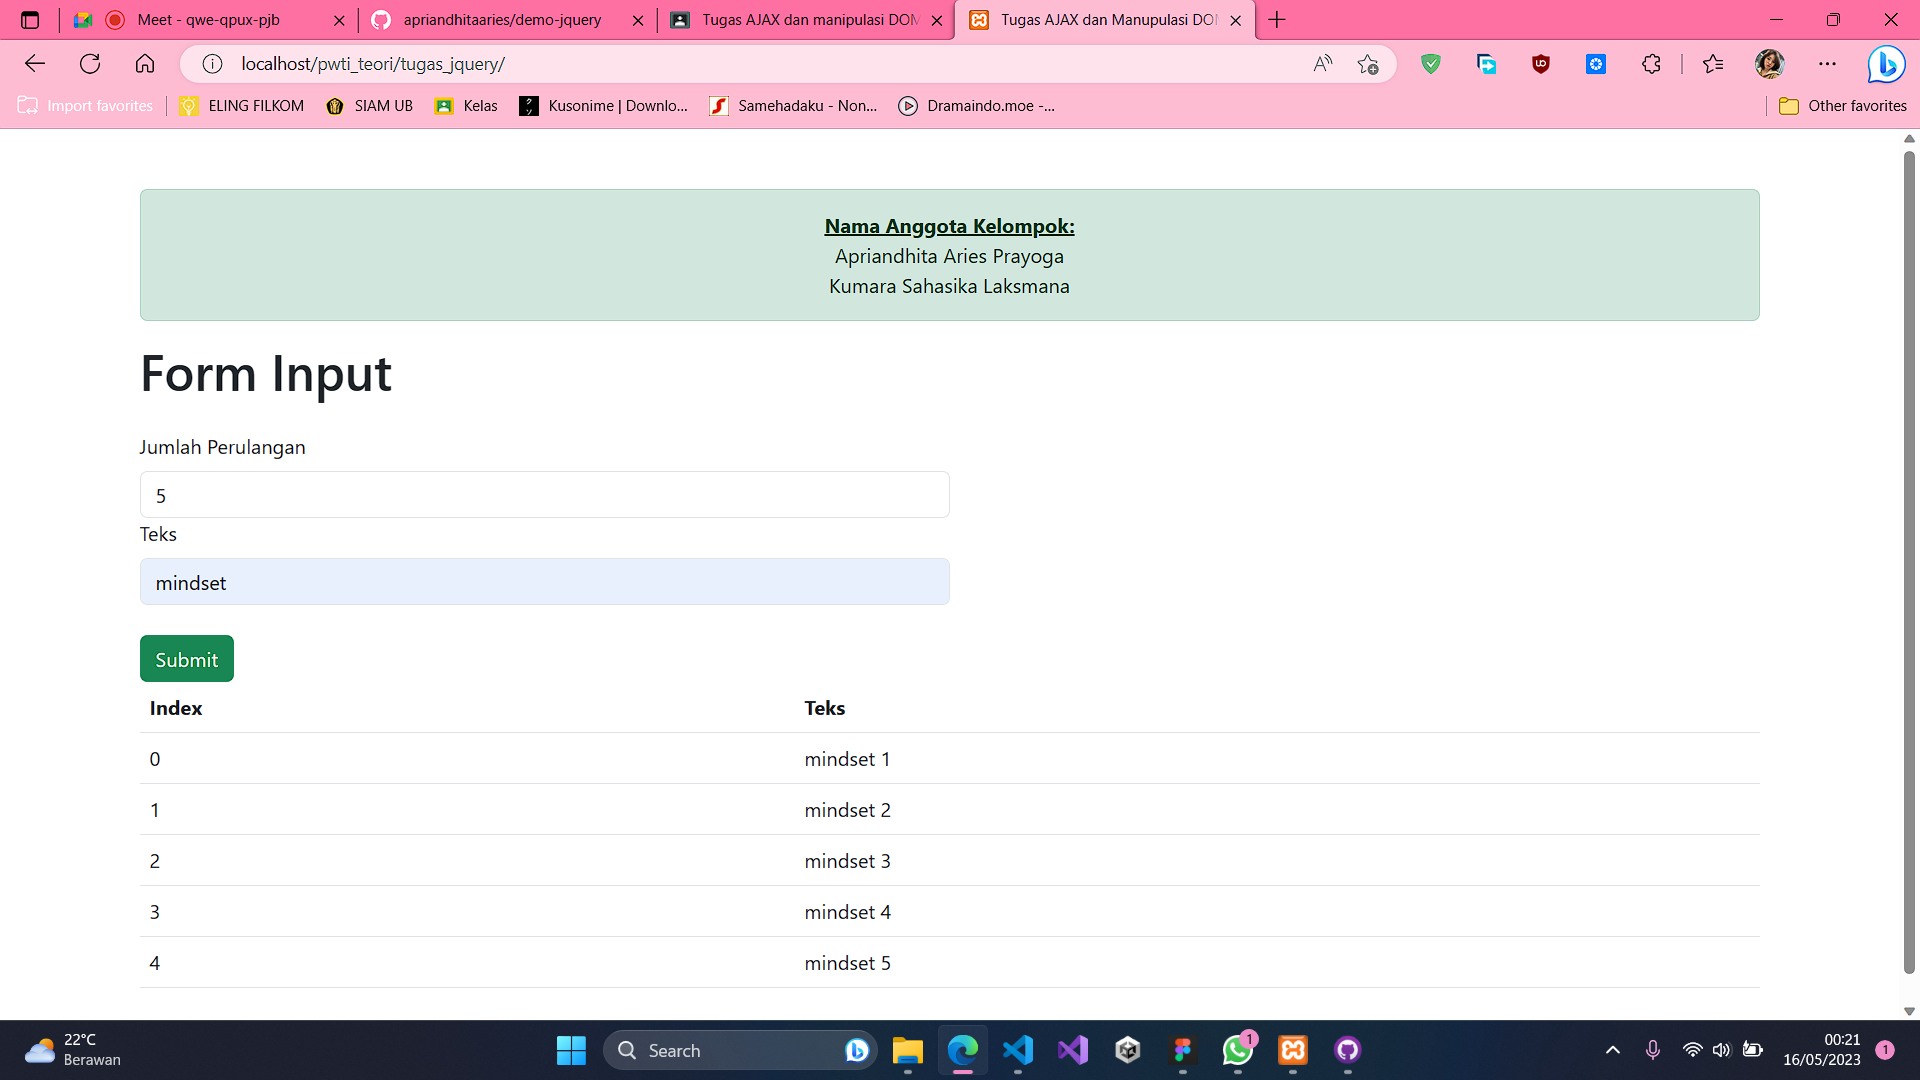 Meet - qwe-qpux-pjb
apriandhitaaries/demo-jquery
Tugas AJAX dan manipulasi DOM
Tugas AJAX dan Manupulasi DOM
localhost/pwti_teori/tugas_jquery/
Import favorites
ELING FILKOM
SIAM UB
Kelas
Kusonime | Downlo...
Samehadaku - Non...
Dramaindo.moe -...
Other favorites
Nama Anggota Kelompok:
Apriandhita Aries Prayoga
Kumara Sahasika Laksmana
Form Input
Jumlah Perulangan
5
Teks
mindset
Submit
Index Teks
0 mindset 1
1 mindset 2
2 mindset 3
3 mindset 4
4 mindset 5
22°C
Berawan
Search
1
00:21
16/05/2023
1